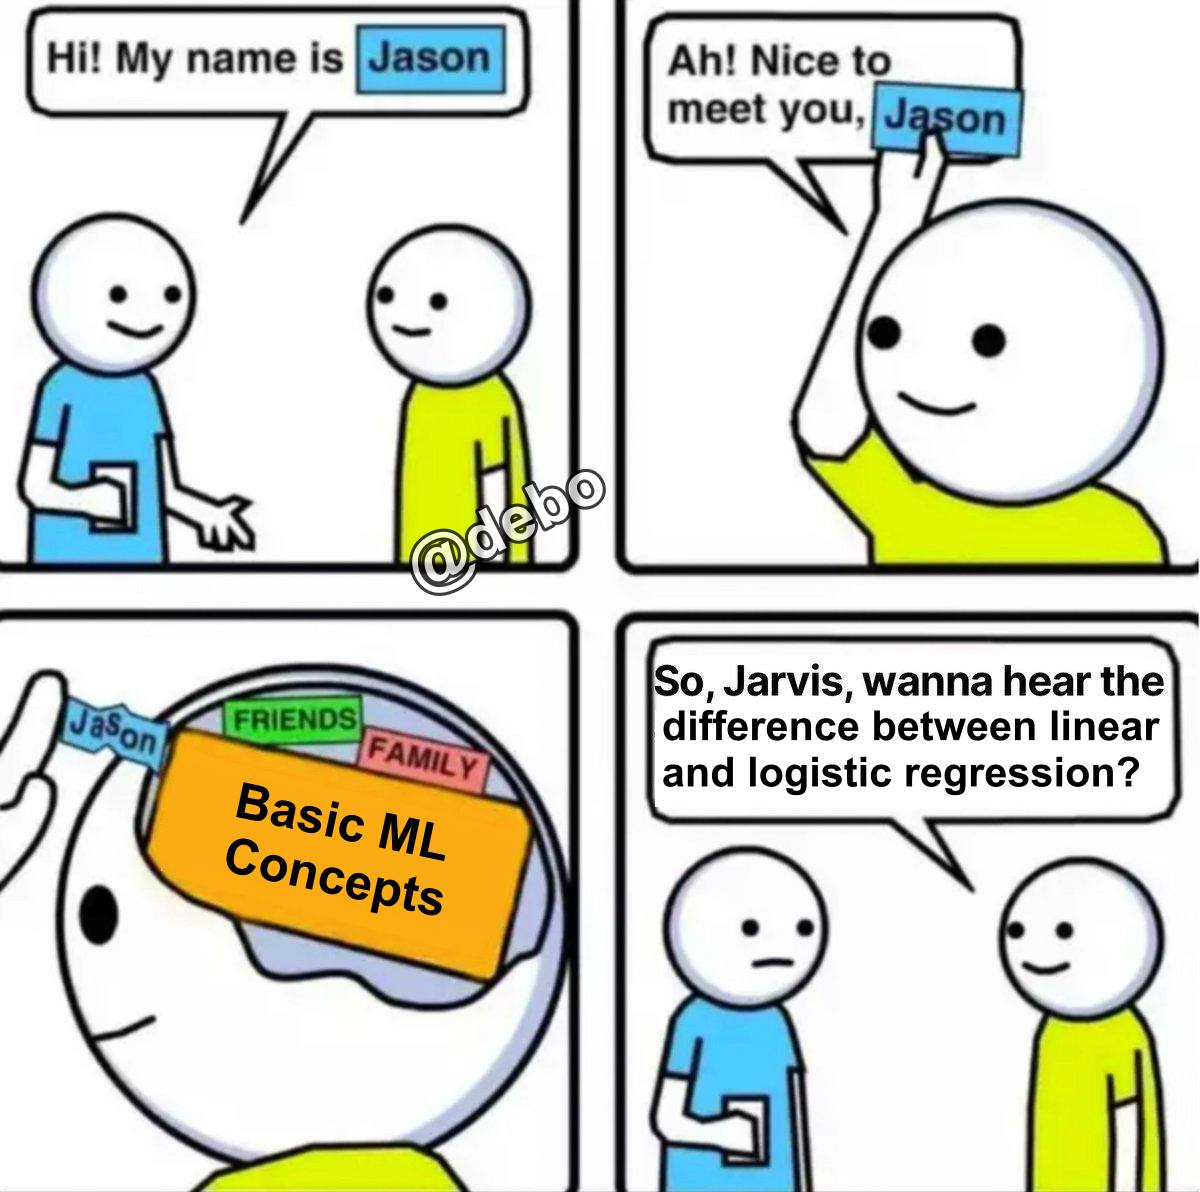 Hi! My name is Jason
Ah! Nice to
meet you, Jason
@debo
Jason
FRIENDS
FAMILY
Basic ML
Concepts
So, Jarvis, wanna hear the
difference between linear
and logistic regression?